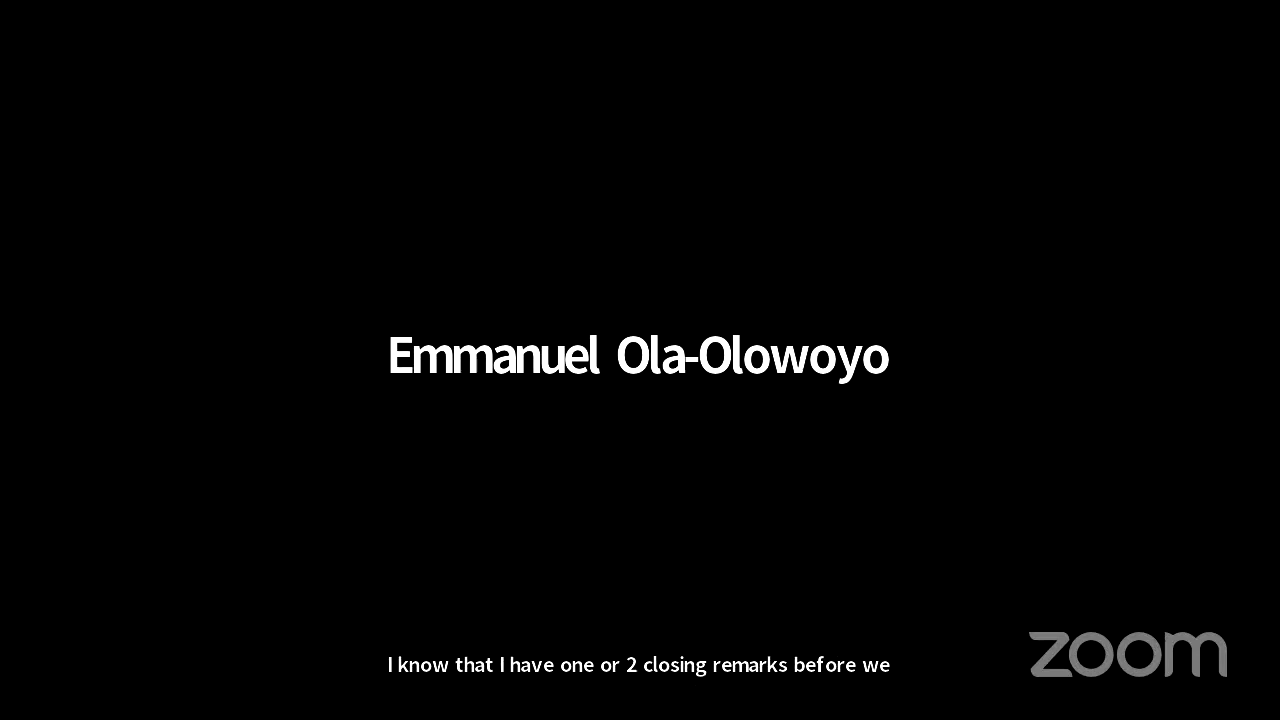 Emmanuel Ola-Olowoyo
I know that I have one or 2 closing remarks before we
zoom